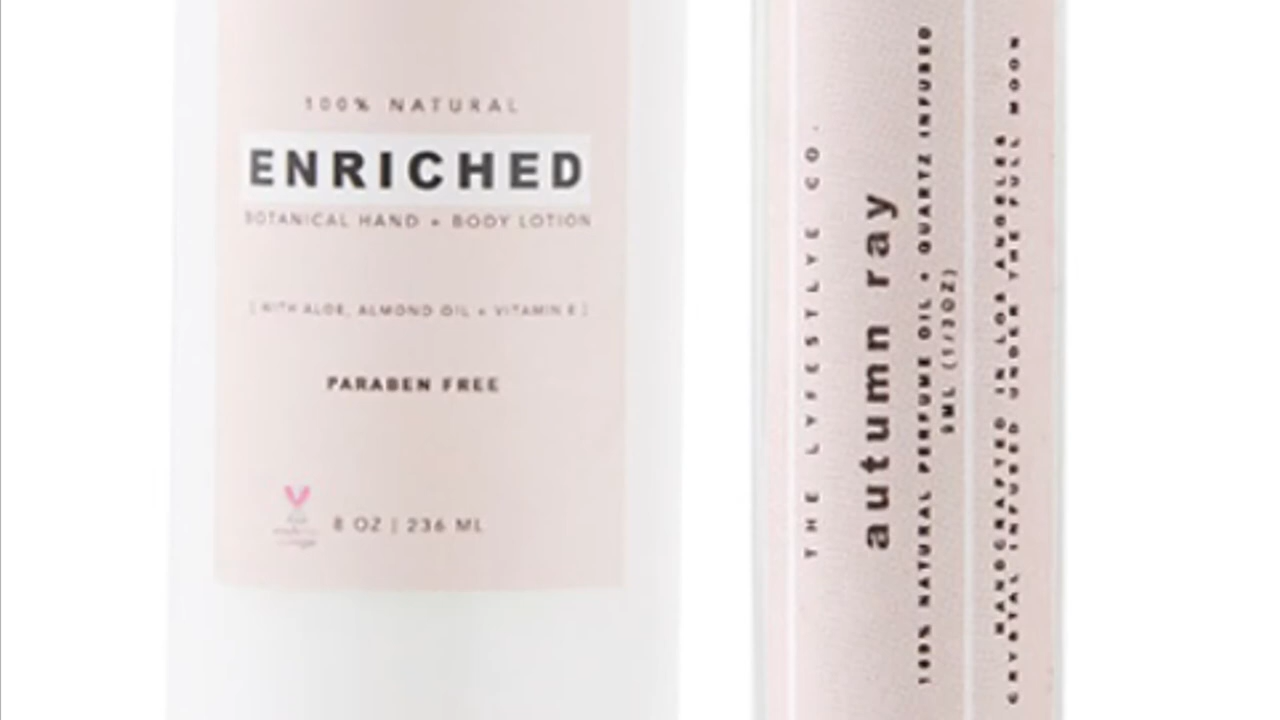 100% NATURAL
ENRICHED
BOTANICAL HAND + BODY LOTION
[ WITH ALOE, ALMOND OIL + VITAMIN E ]
PARABEN FREE
8 OZ | 236 ML
THE LYFESTLYE CO.
autumn ray
100% NATURAL PERFUME OIL + QUARTZ INFUSED
(1/3OZ)
HANDCRAFTED IN LOS ANGELES
CRYSTAL INFUSED UNDER THE FULL MOON